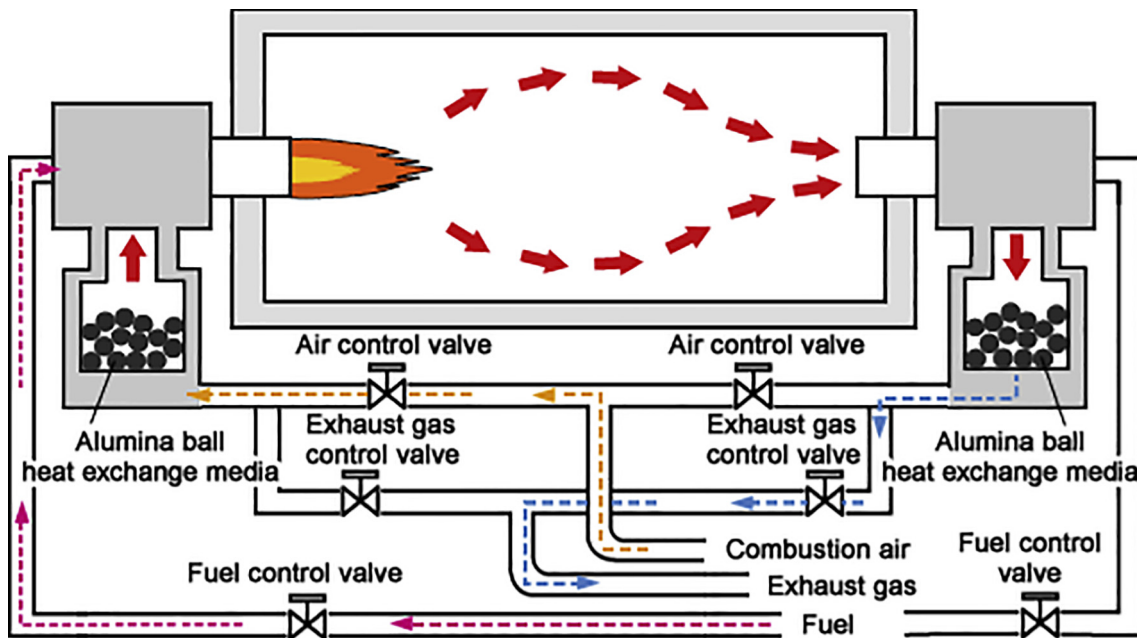 Air control valve
Air control valve
Alumina ball
heat exchange media
Exhaust gas
control valve
Exhaust gas
control valve
Alumina ball
heat exchange media
Combustion air
Fuel control
valve
Fuel control valve
Exhaust gas
Fuel